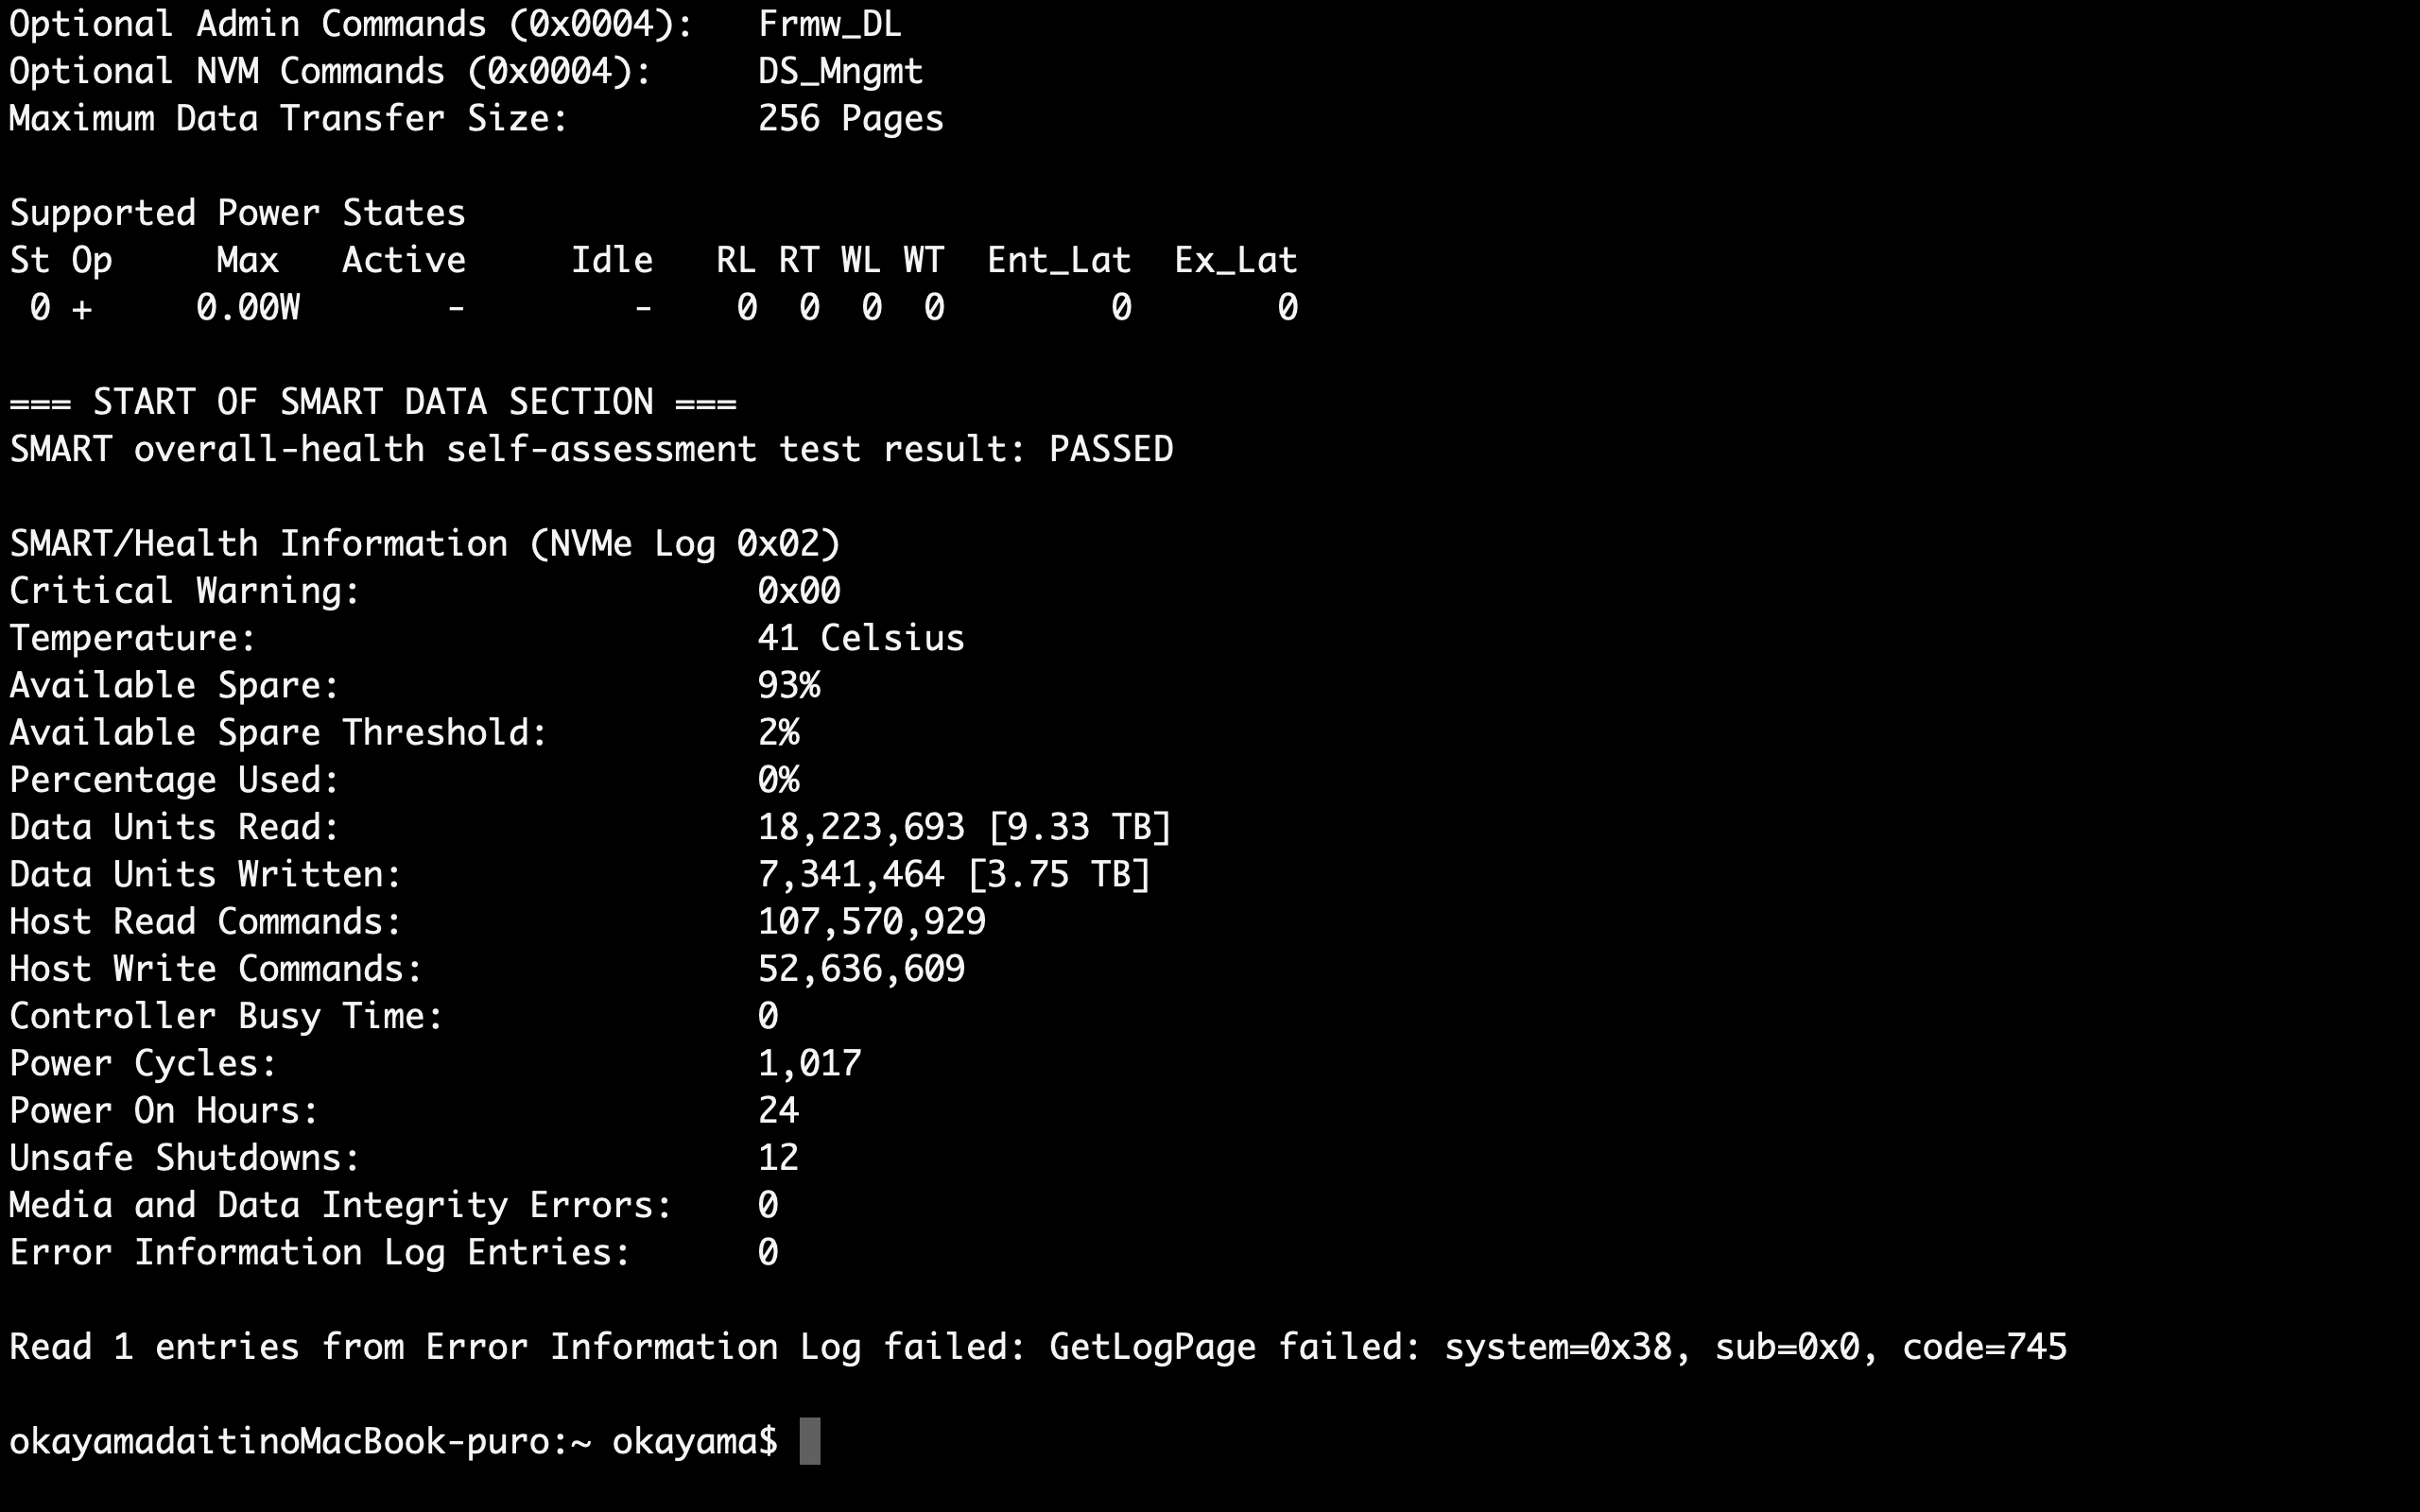 Optional Admin Commands (0x0004):   Frmw_DL
Optional NVM Commands (0x0004):     DS_Mngmt
Maximum Data Transfer Size:         256 Pages
Supported Power States
St Op     Max   Active     Idle   RL RT WL WT  Ent_Lat  Ex_Lat
 0 +     0.00W       -        -    0  0  0  0        0       0
=== START OF SMART DATA SECTION ===
SMART overall-health self-assessment test result: PASSED
SMART/Health Information (NVMe Log 0x02)
Critical Warning:                   0x00
Temperature:                        41 Celsius
Available Spare:                    93%
Available Spare Threshold:          2%
Percentage Used:                    0%
Data Units Read:                    18,223,693 [9.33 TB]
Data Units Written:                 7,341,464 [3.75 TB]
Host Read Commands:                 107,570,929
Host Write Commands:                52,636,609
Controller Busy Time:               0
Power Cycles:                       1,017
Power On Hours:                     24
Unsafe Shutdowns:                   12
Media and Data Integrity Errors:    0
Error Information Log Entries:      0
Read 1 entries from Error Information Log failed: GetLogPage failed: system=0x38, sub=0x0, code=745
okayamadaitinoMacBook-puro:~ okayama$